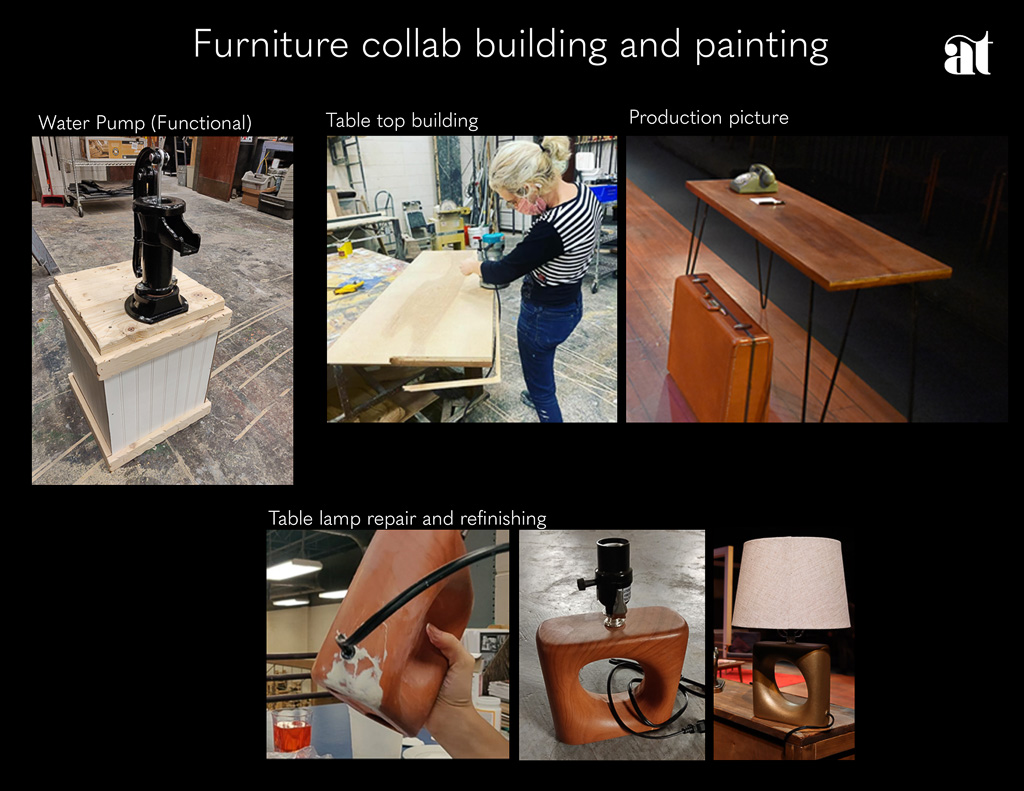 Furniture collab building and painting
at
Water Pump (Functional)
Table top building
Production picture
Table lamp repair and refinishing